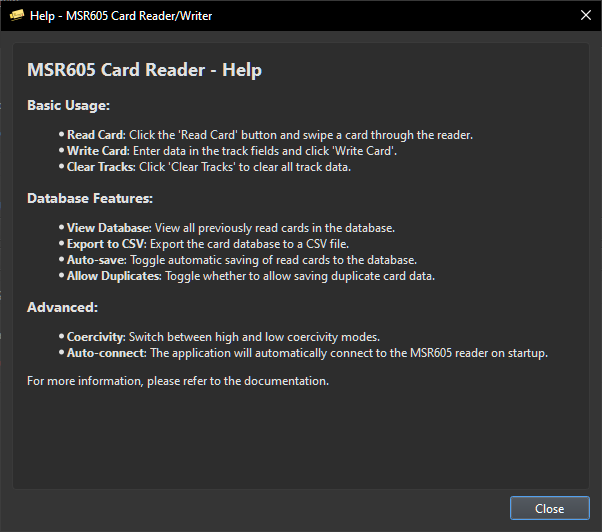 Help - MSR605 Card Reader/Writer
MSR605 Card Reader - Help
Basic Usage:
• Read Card: Click the 'Read Card' button and swipe a card through the reader.
• Write Card: Enter data in the track fields and click 'Write Card'.
• Clear Tracks: Click 'Clear Tracks' to clear all track data.
Database Features:
• View Database: View all previously read cards in the database.
• Export to CSV: Export the card database to a CSV file.
• Auto-save: Toggle automatic saving of read cards to the database.
• Allow Duplicates: Toggle whether to allow saving duplicate card data.
Advanced:
• Coercivity: Switch between high and low coercivity modes.
• Auto-connect: The application will automatically connect to the MSR605 reader on startup.
For more information, please refer to the documentation.
Close